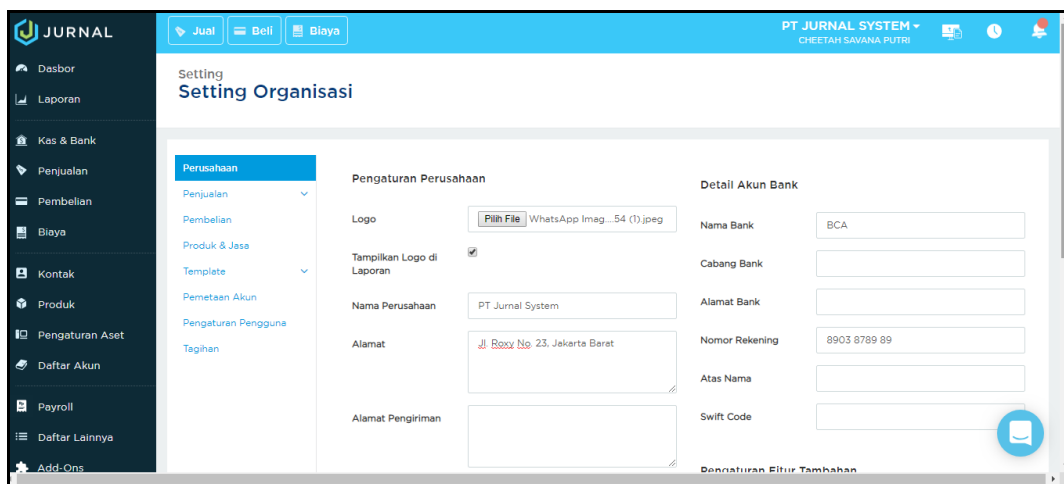 JURNAL
Jual
Beli
Biaya
PT JURNAL SYSTEM
CHEETAH SAVANA PUTRI
Dasbor
Laporan
Kas & Bank
Penjualan
Pembelian
Biaya
Kontak
Produk
Pengaturan Aset
Daftar Akun
Payroll
Daftar Lainnya
Add-Ons
Setting
Setting Organisasi
Perusahaan
Penjualan
Pembelian
Produk & Jasa
Template
Pemetaan Akun
Pengaturan Pengguna
Tagihan
Pengaturan Perusahaan
Logo
Pilih File WhatsApp Imag....54 (1).jpeg
Tampilkan Logo di
Laporan
Nama Perusahaan
PT Jurnal System
Alamat
Jl. Roxy No. 23, Jakarta Barat
Alamat Pengiriman
Detail Akun Bank
Nama Bank
BCA
Cabang Bank
Alamat Bank
Nomor Rekening
8903 8789 89
Atas Nama
Swift Code
Pengaturan Fitur Tambahan